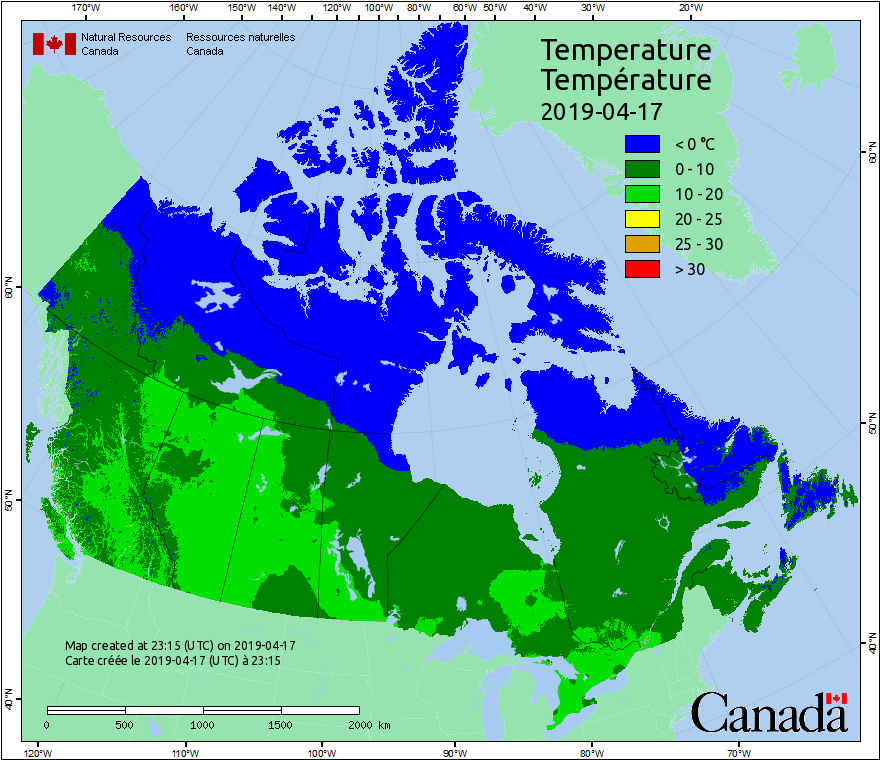 170°W 160°W 150°W 140°W 120°W 100°W 80°W 60°W 50°W 40°W 30°W 20°W
Natural Resources Canada
Ressources naturelles Canada
Temperature
Température
2019-04-17
< 0 °C
0 - 10
10 - 20
20 - 25
25 - 30
> 30
60°N
50°N
40°N
60°N
50°N
40°N
Map created at 23:15 (UTC) on 2019-04-17
Carte créée le 2019-04-17 (UTC) à 23:15
0 500 1000 1500 2000 km
Canada
120°W 110°W 100°W 90°W 80°W 70°W